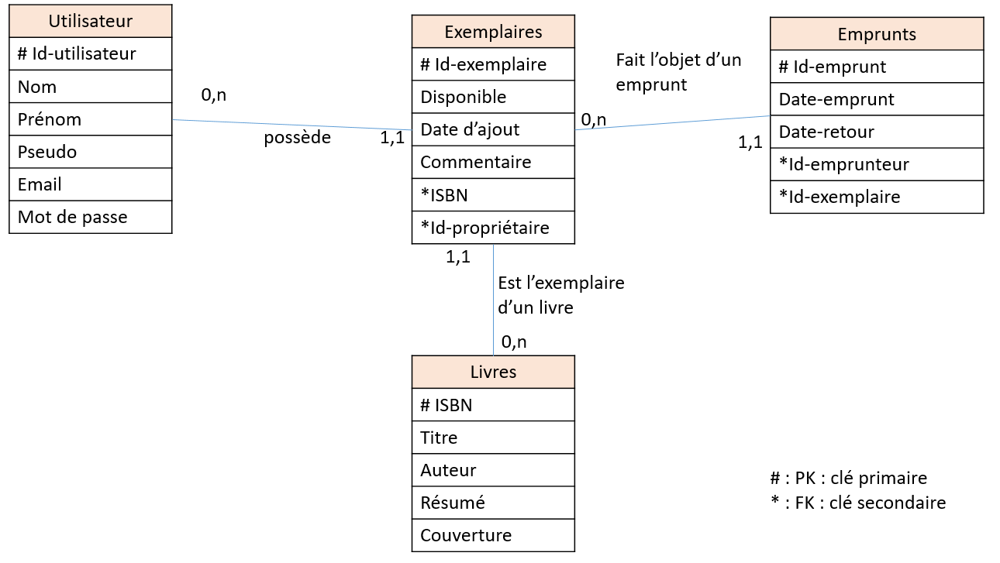 Utilisateur
# Id-utilisateur
Nom
Prénom
Pseudo
Email
Mot de passe
0,n
possède
1,1
Exemplaires
# Id-exemplaire
Disponible
Date d’ajout
Commentaire
*ISBN
*Id-propriétaire
Fait l’objet d’un
emprunt
0,n
1,1
Emprunts
# Id-emprunt
Date-emprunt
Date-retour
*Id-emprunteur
*Id-exemplaire
1,1
Est l’exemplaire
d’un livre
0,n
Livres
# ISBN
Titre
Auteur
Résumé
Couverture
# : PK : clé primaire
* : FK : clé secondaire